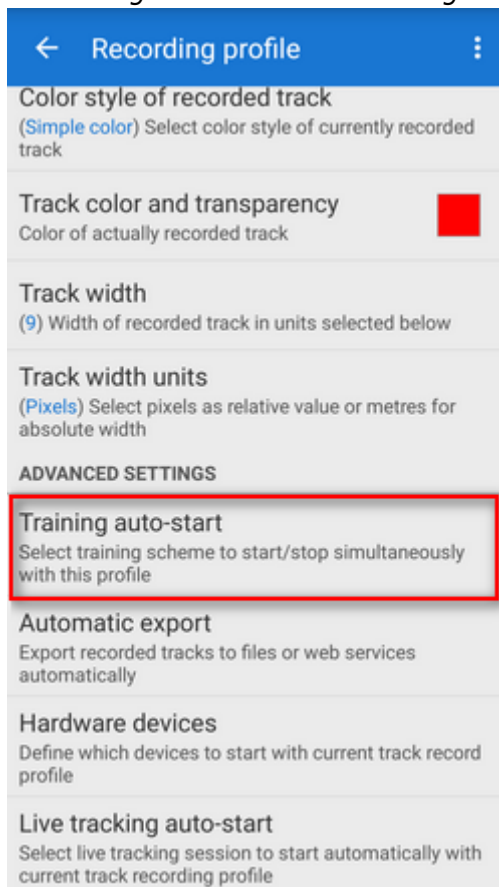 Recording profile
Color style of recorded track
(Simple color) Select color style of currently recorded
track
Track color and transparency
Color of actually recorded track
Track width
(9) Width of recorded track in units selected below
Track width units
(Pixels) Select pixels as relative value or metres for
absolute width
ADVANCED SETTINGS
Training auto-start
Select training scheme to start/stop simultaneously
with this profile
Automatic export
Export recorded tracks to files or web services
automatically
Hardware devices
Define which devices to start with current track record
profile
Live tracking auto-start
Select live tracking session to start automatically with
current track recording profile